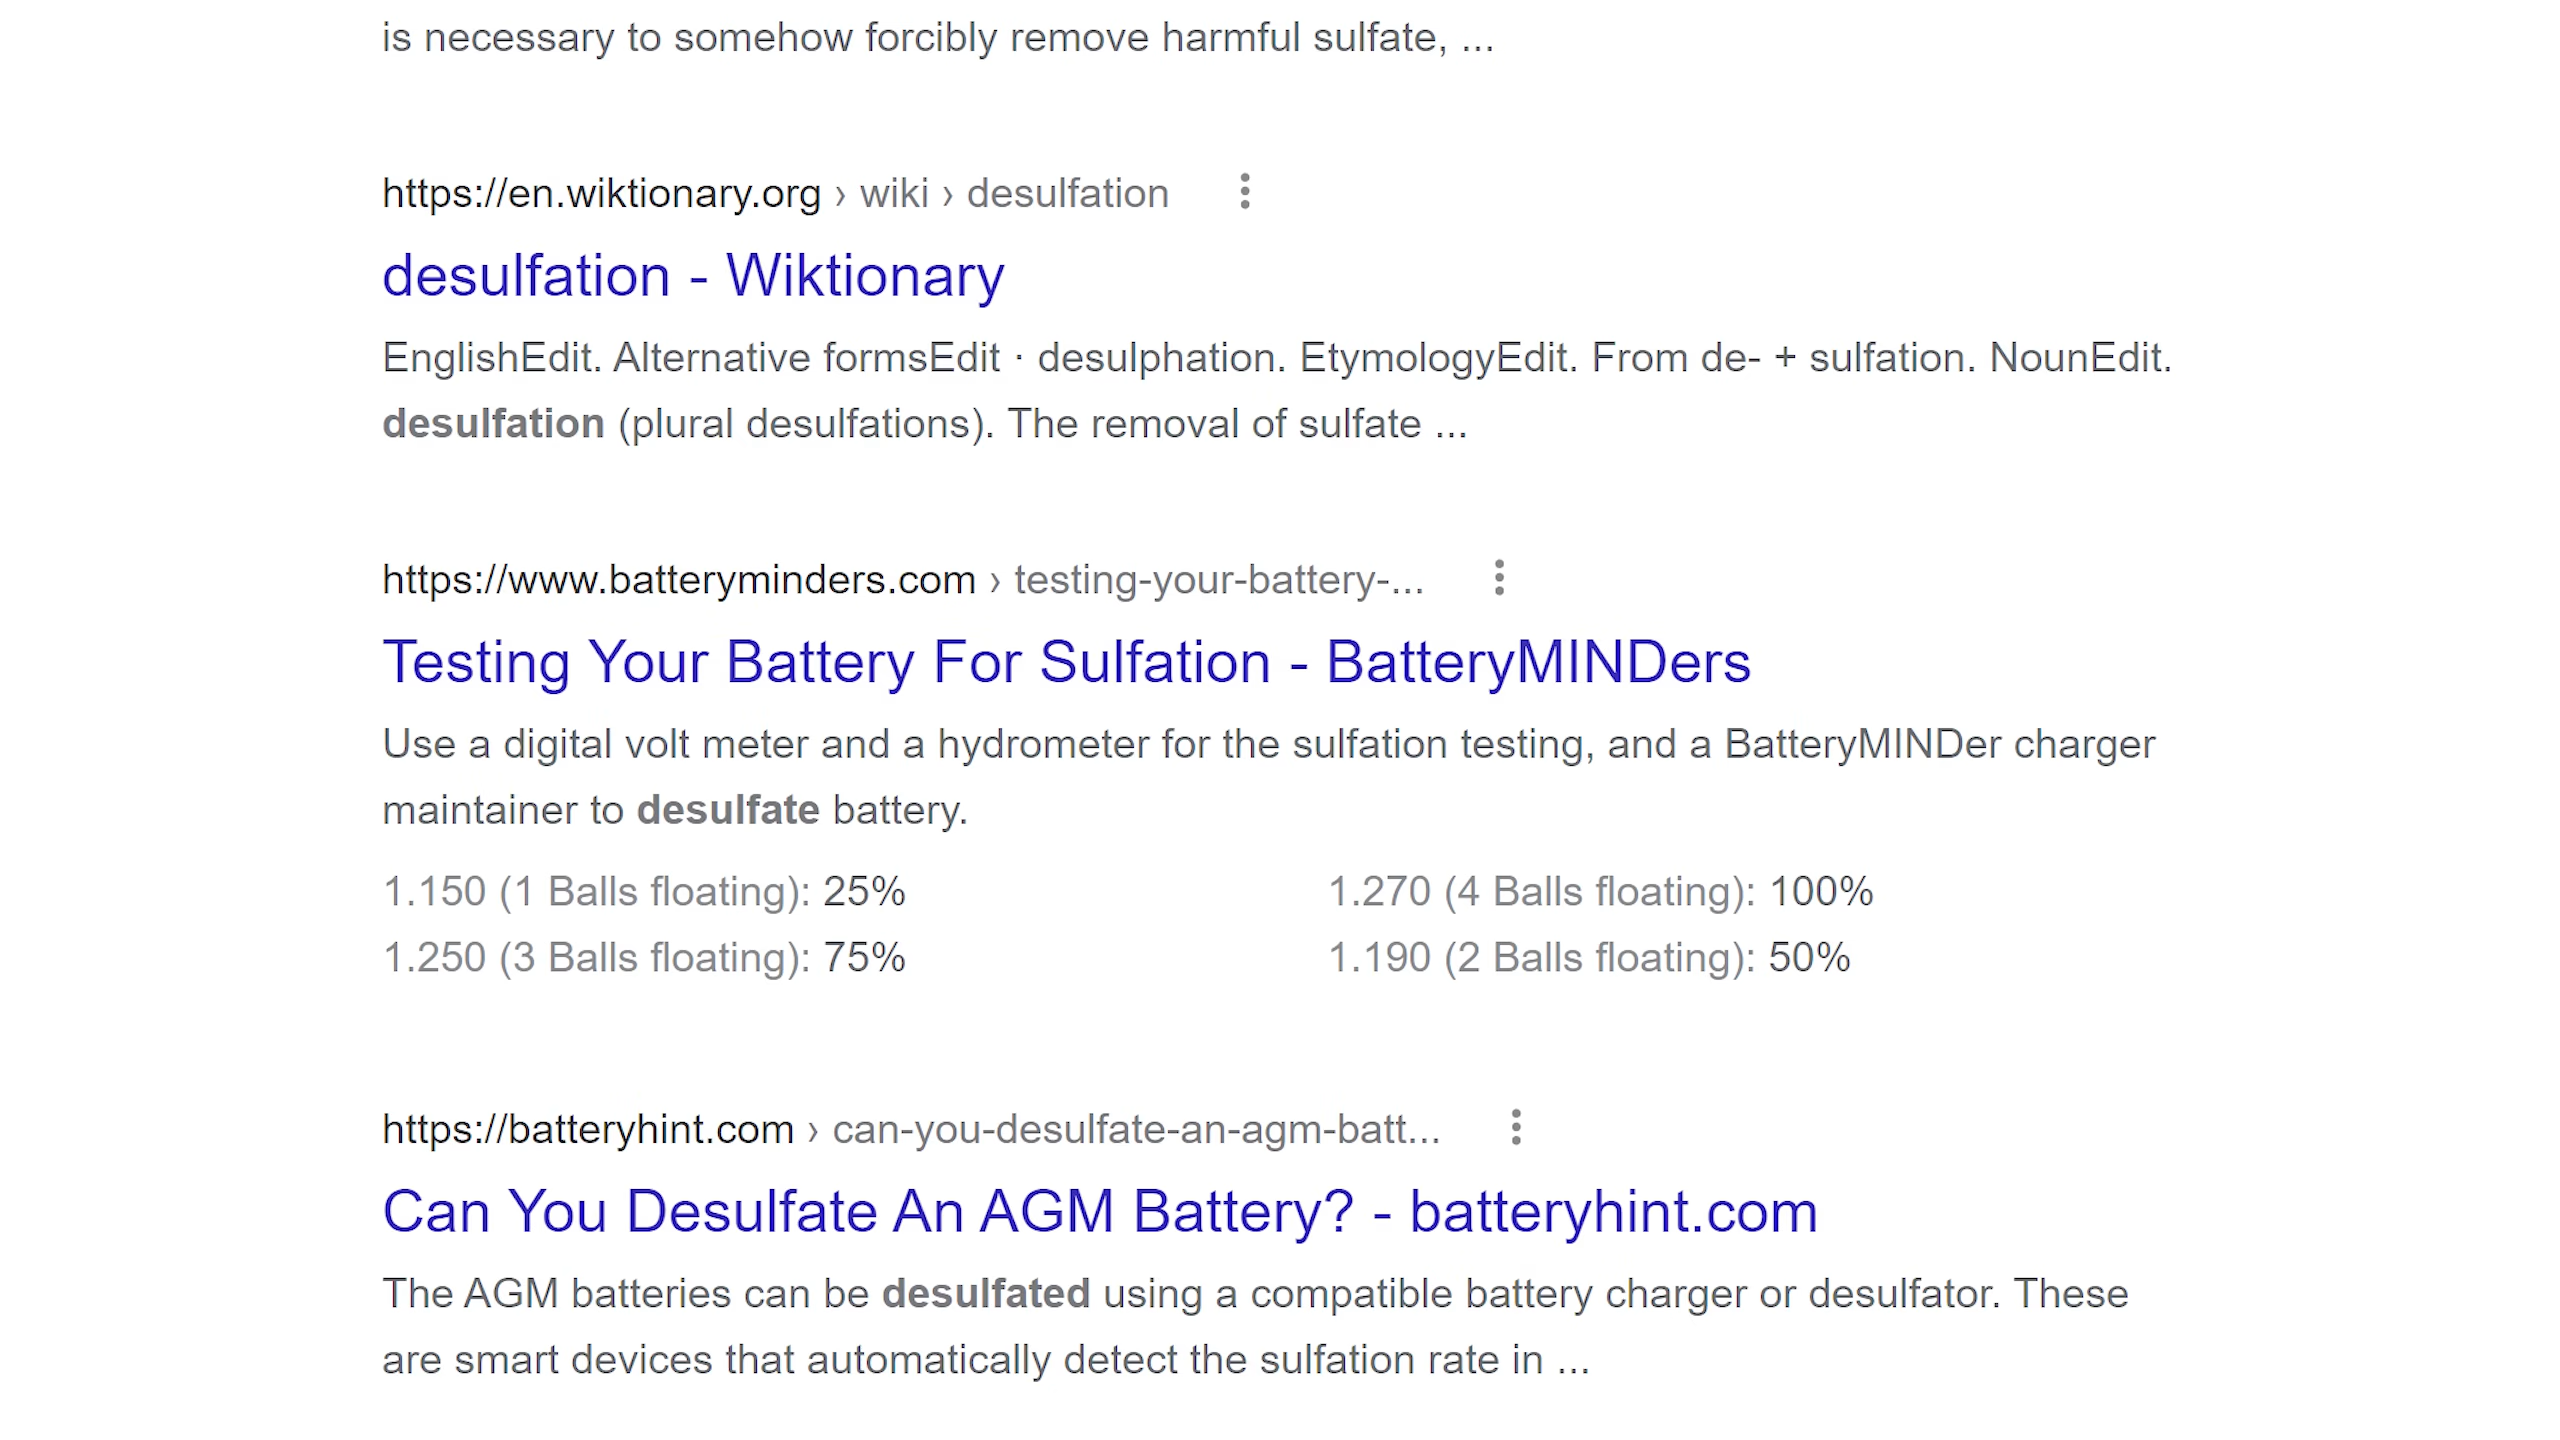 is necessary to somehow forcibly remove harmful sulfate, ...
https://en.wiktionary.org › wiki › desulfation
desulfation - Wiktionary
EnglishEdit. Alternative formsEdit · desulphation. EtymologyEdit. From de- + sulfation. NounEdit.
desulfation (plural desulfations). The removal of sulfate ...
https://www.batteryminders.com › testing-your-battery-...
Testing Your Battery For Sulfation - BatteryMINDers
Use a digital volt meter and a hydrometer for the sulfation testing, and a BatteryMINDer charger
maintainer to desulfate battery.
1.150 (1 Balls floating): 25% 1.270 (4 Balls floating): 100%
1.250 (3 Balls floating): 75% 1.190 (2 Balls floating): 50%
https://batteryhint.com › can-you-desulfate-an-agm-batt...
Can You Desulfate An AGM Battery? - batteryhint.com
The AGM batteries can be desulfated using a compatible battery charger or desulfator. These
are smart devices that automatically detect the sulfation rate in ...